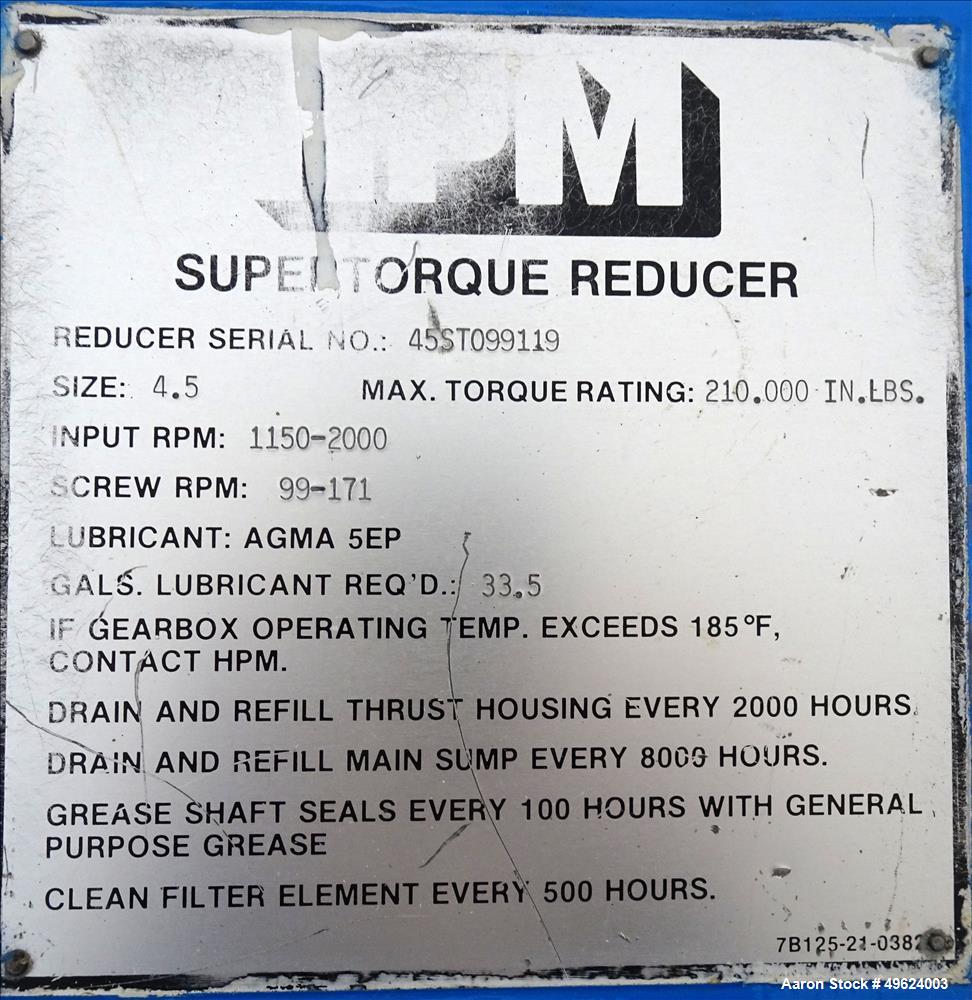 HPM
SUPERTORQUE REDUCER
REDUCER SERIAL NO.: 45ST099119
SIZE: 4.5 MAX. TORQUE RATING: 210.000 IN.LBS.
INPUT RPM: 1150-2000
SCREW RPM: 99-171
LUBRICANT: AGMA 5EP
GALS. LUBRICANT REQ'D.: 33.5
IF GEARBOX OPERATING TEMP. EXCEEDS 185°F,
CONTACT HPM.
DRAIN AND REFILL THRUST HOUSING EVERY 2000 HOURS.
DRAIN AND REFILL MAIN SUMP EVERY 8000 HOURS.
GREASE SHAFT SEALS EVERY 100 HOURS WITH GENERAL
PURPOSE GREASE
CLEAN FILTER ELEMENT EVERY 500 HOURS.
7B125-21-0382
Aaron Stock # 49624003